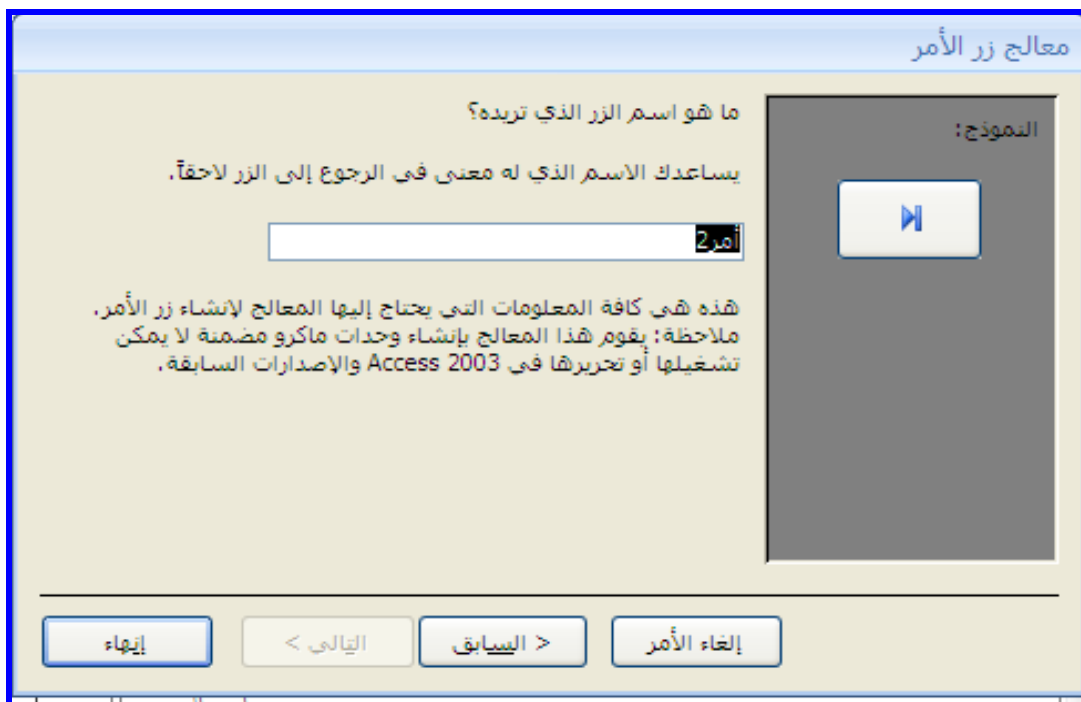 معالج زر الأمر
النموذج:
ما هو اسم الزر الذي تريده؟
يساعدك الاسم الذي له معنى في الرجوع إلى الزر لاحقاً.
أمر2
هذه هي كافة المعلومات التي يحتاج إليها المعالج لإنشاء زر الأمر.
ملاحظة: يقوم هذا المعالج بإنشاء وحدات ماكرو مضمنة لا يمكن
تشغيلها أو تحريرها في Access 2003 والإصدارات السابقة.
إلغاء الأمر
< السابق
التالي >
إنهاء